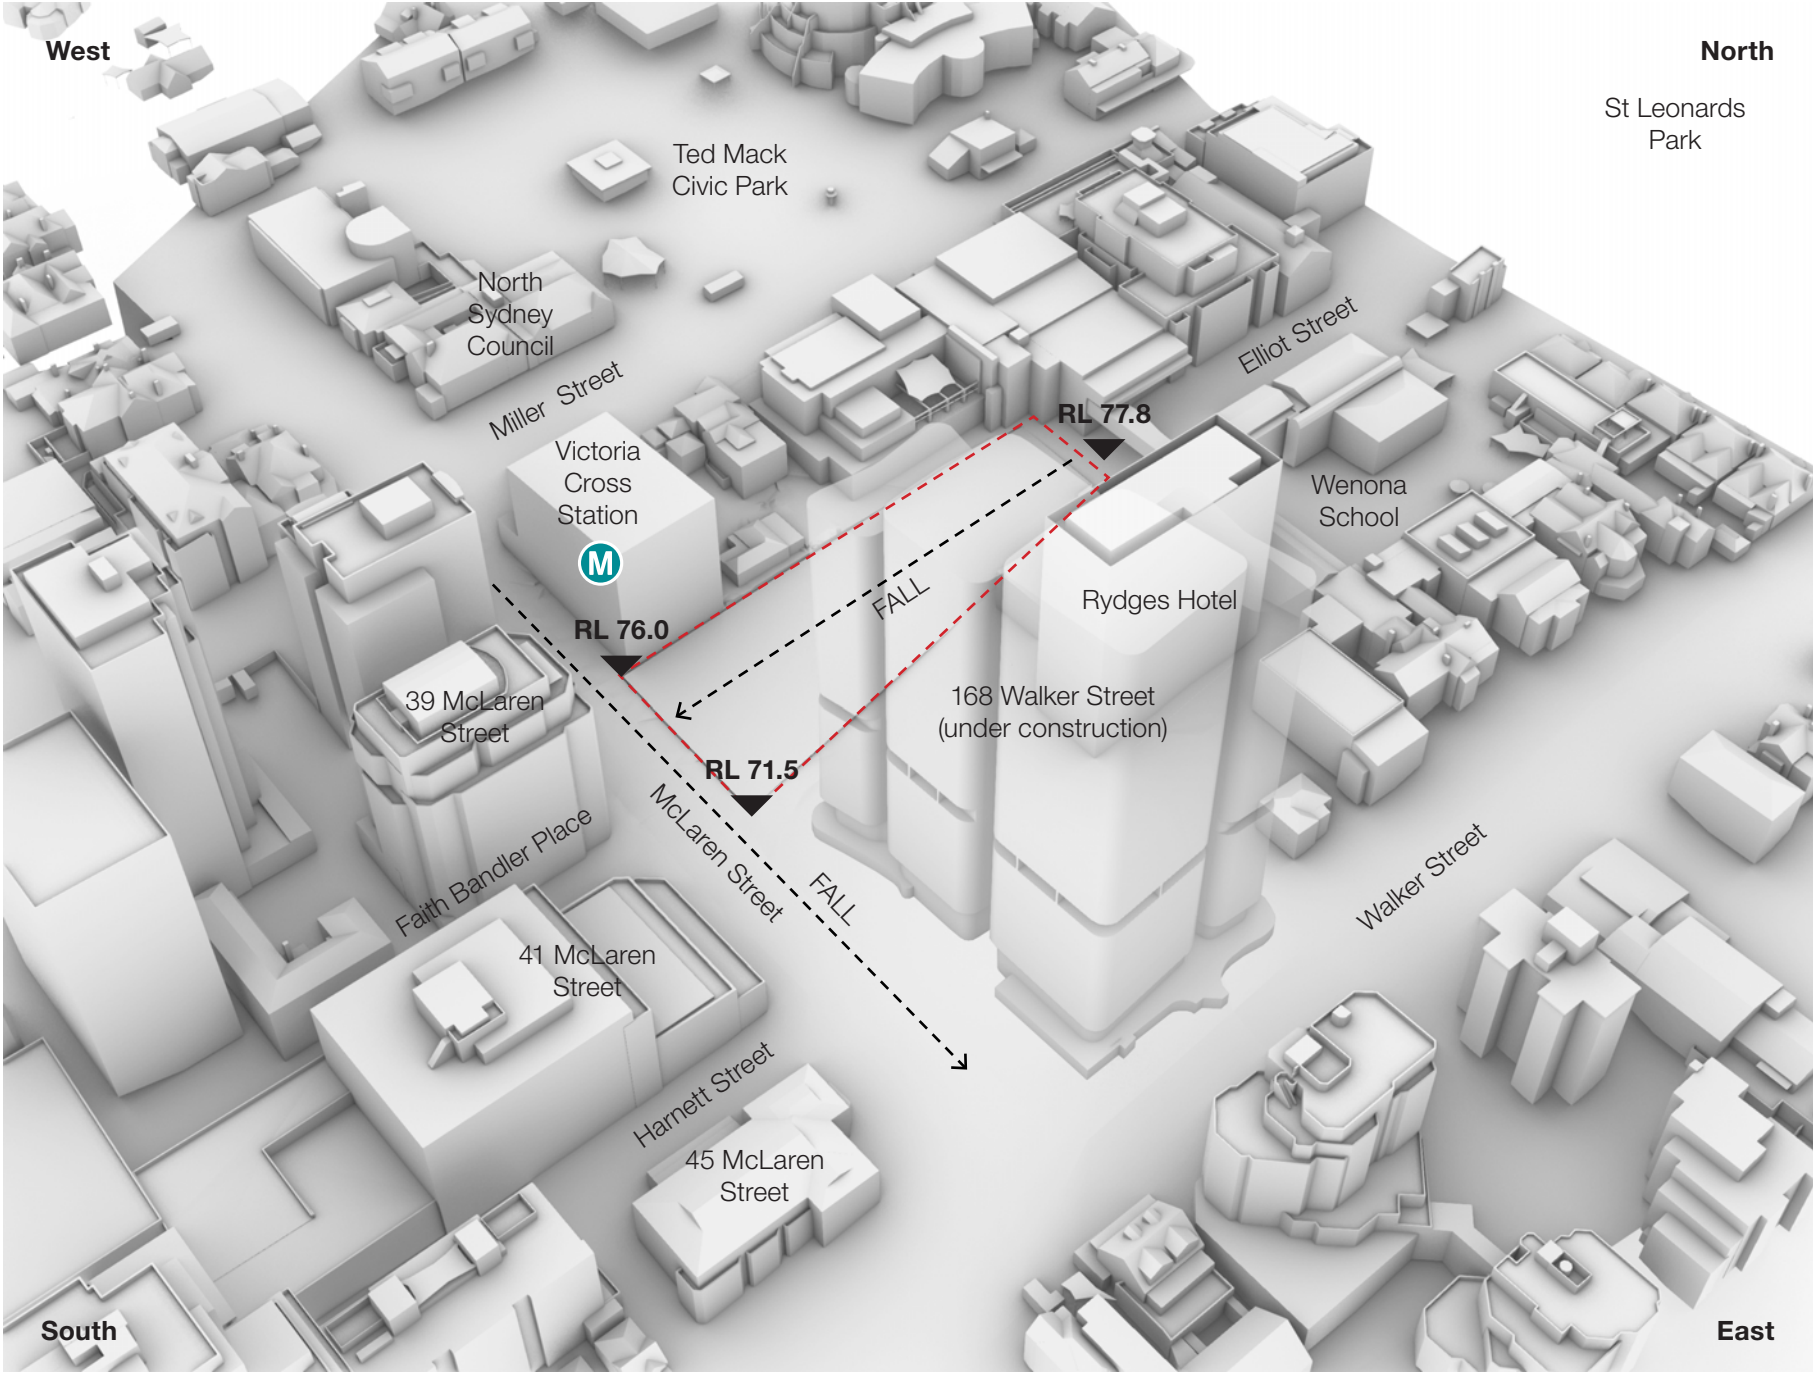 West
North
St Leonards
Park
Ted Mack
Civic Park
North
Sydney
Council
Elliot Street
Miller Street
RL 77.8
Victoria
Cross
Station
M
Wenona
School
FALL
Rydges Hotel
RL 76.0
39 McLaren
Street
168 Walker Street
(under construction)
RL 71.5
McLaren Street
Faith Bandler Place
FALL
Walker Street
41 McLaren
Street
Harnett Street
45 McLaren
Street
South
East